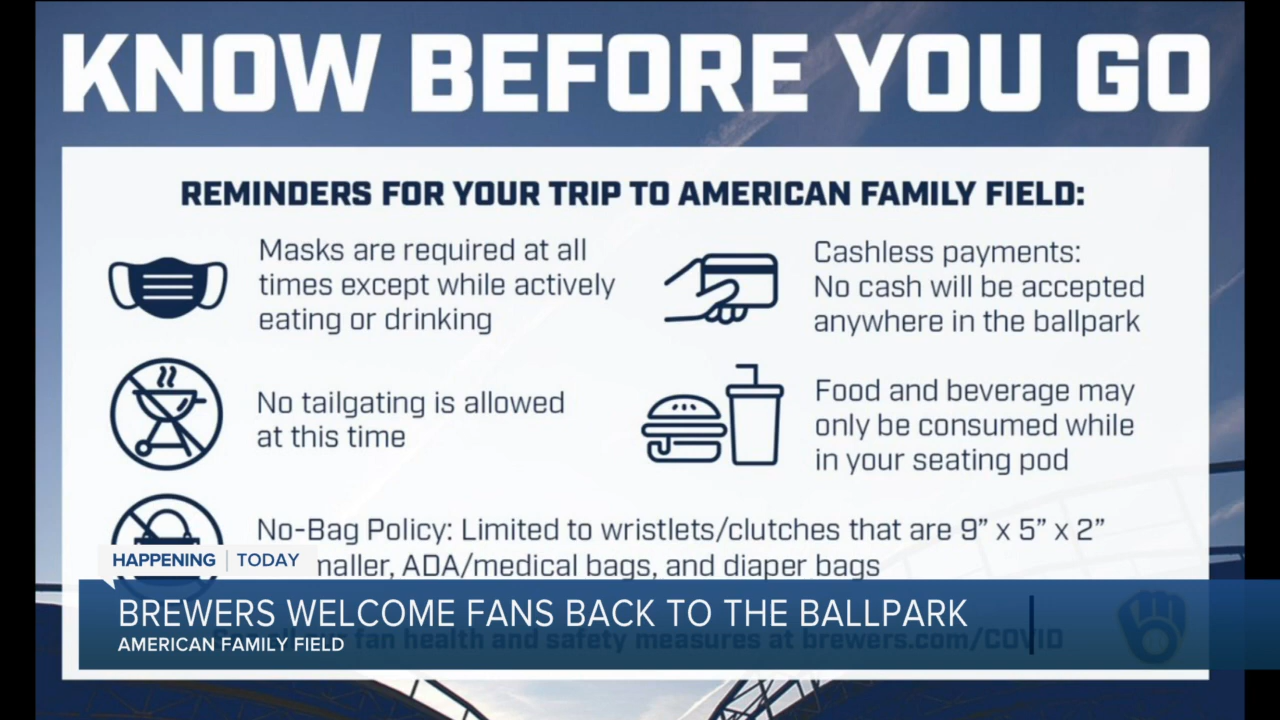 KNOW BEFORE YOU GO
REMINDERS FOR YOUR TRIP TO AMERICAN FAMILY FIELD:
Masks are required at all
times except while actively
eating or drinking
Cashless payments:
No cash will be accepted
anywhere in the ballpark
No tailgating is allowed
at this time
Food and beverage may
only be consumed while
in your seating pod
No-Bag Policy: Limited to wristlets/clutches that are 9” x 5” x 2”
ADA/medical bags, and diaper bags
HAPPENING | TODAY
BREWERS WELCOME FANS BACK TO THE BALLPARK
AMERICAN FAMILY FIELD
fan health and safety measures at brewers.com/COVID